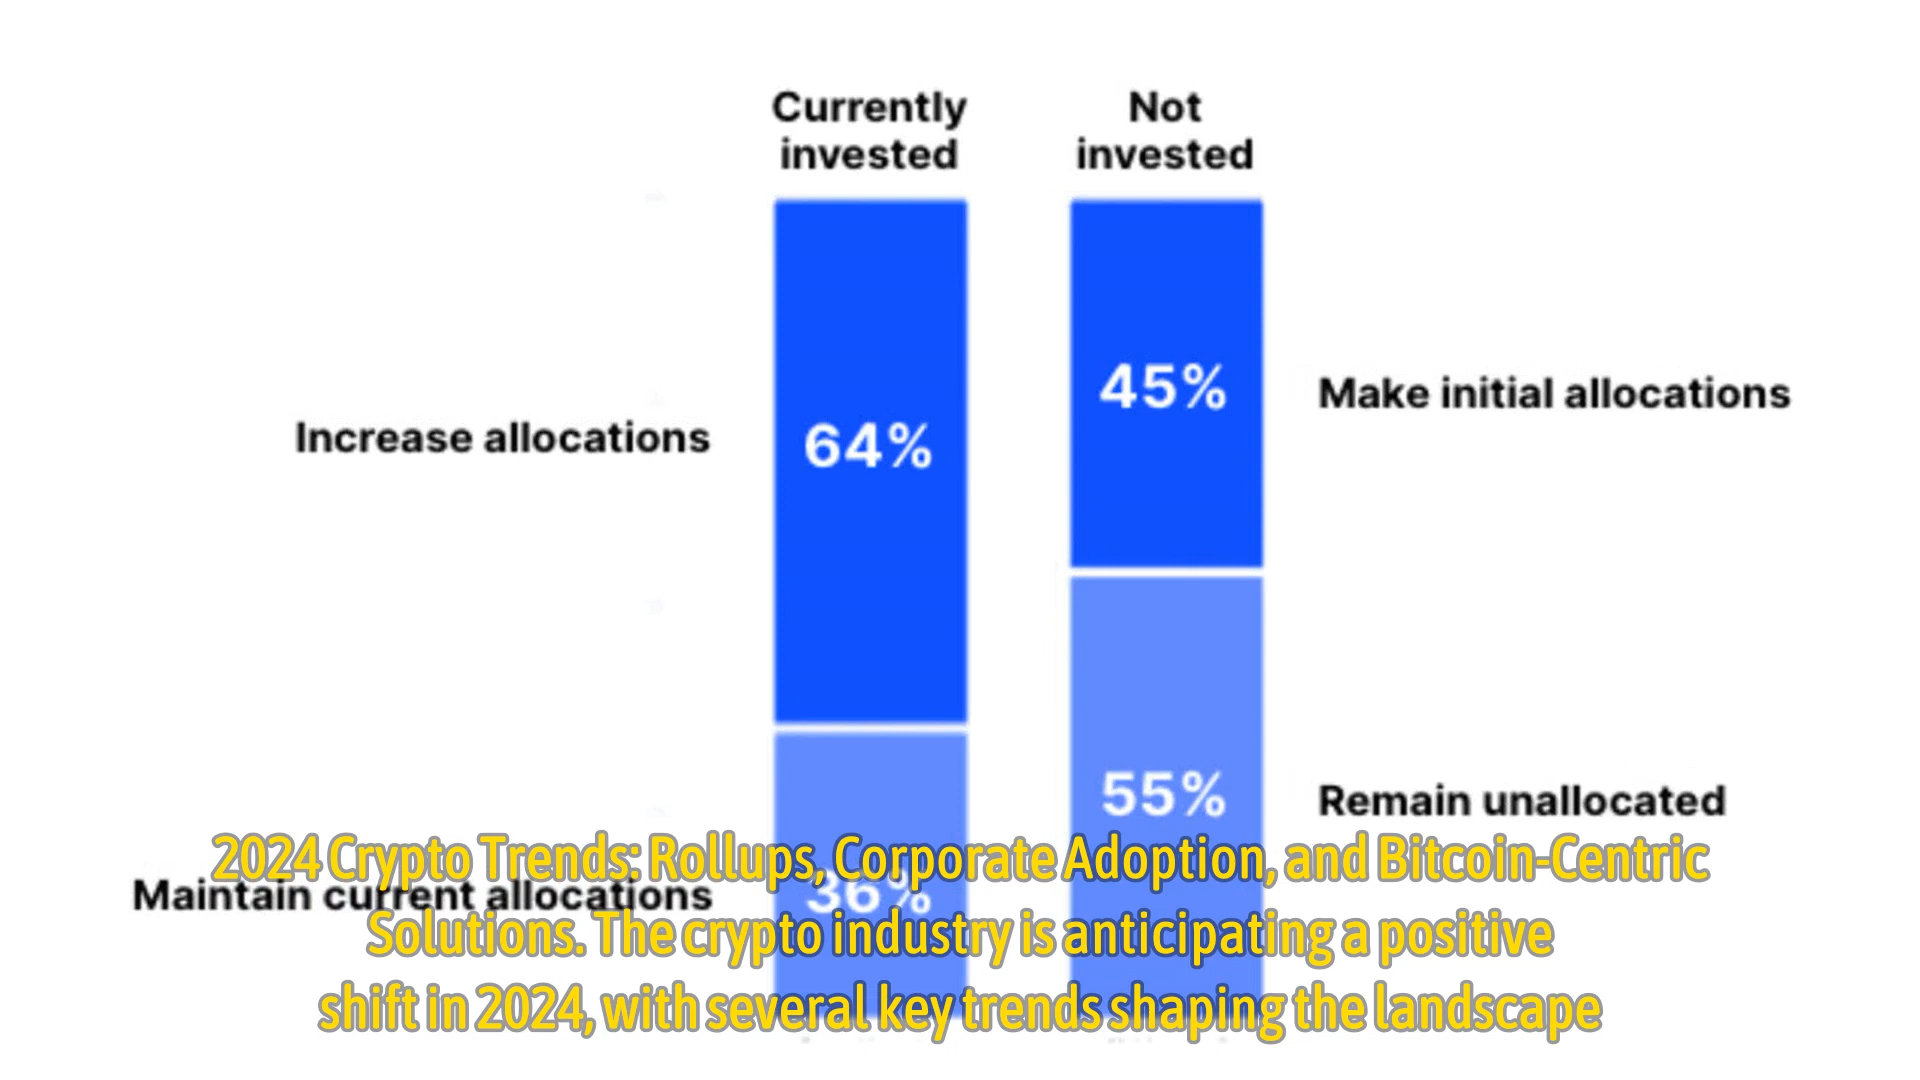 Currently
invested
Not
invested
45%
Make initial allocations
Increase allocations
64%
55%
Remain unallocated
Maintain current allocations
36%
2024 Crypto Trends: Rollups, Corporate Adoption, and Bitcoin-Centric
Solutions. The crypto industry is anticipating a positive
shift in 2024, with several key trends shaping the landscape